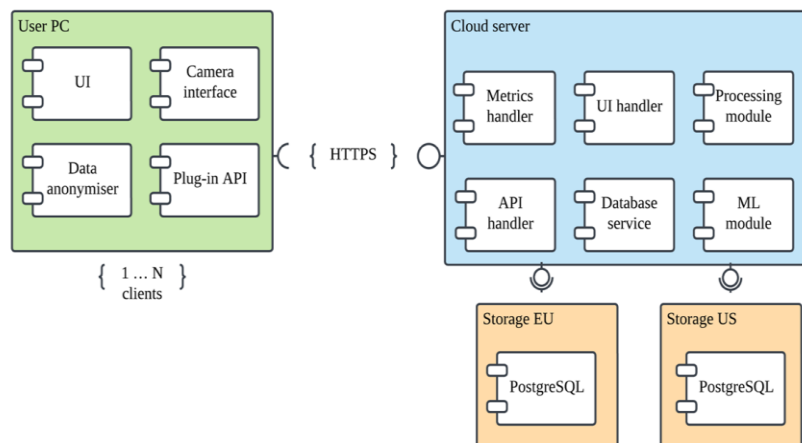 User PC
UI
Camera
interface
Data
anonymiser
Plug-in API
{ 1 ... N }
clients
{ HTTPS }
Cloud server
Metrics
handler
UI handler
Processing
module
API
handler
Database
service
ML
module
Storage EU
PostgreSQL
Storage US
PostgreSQL